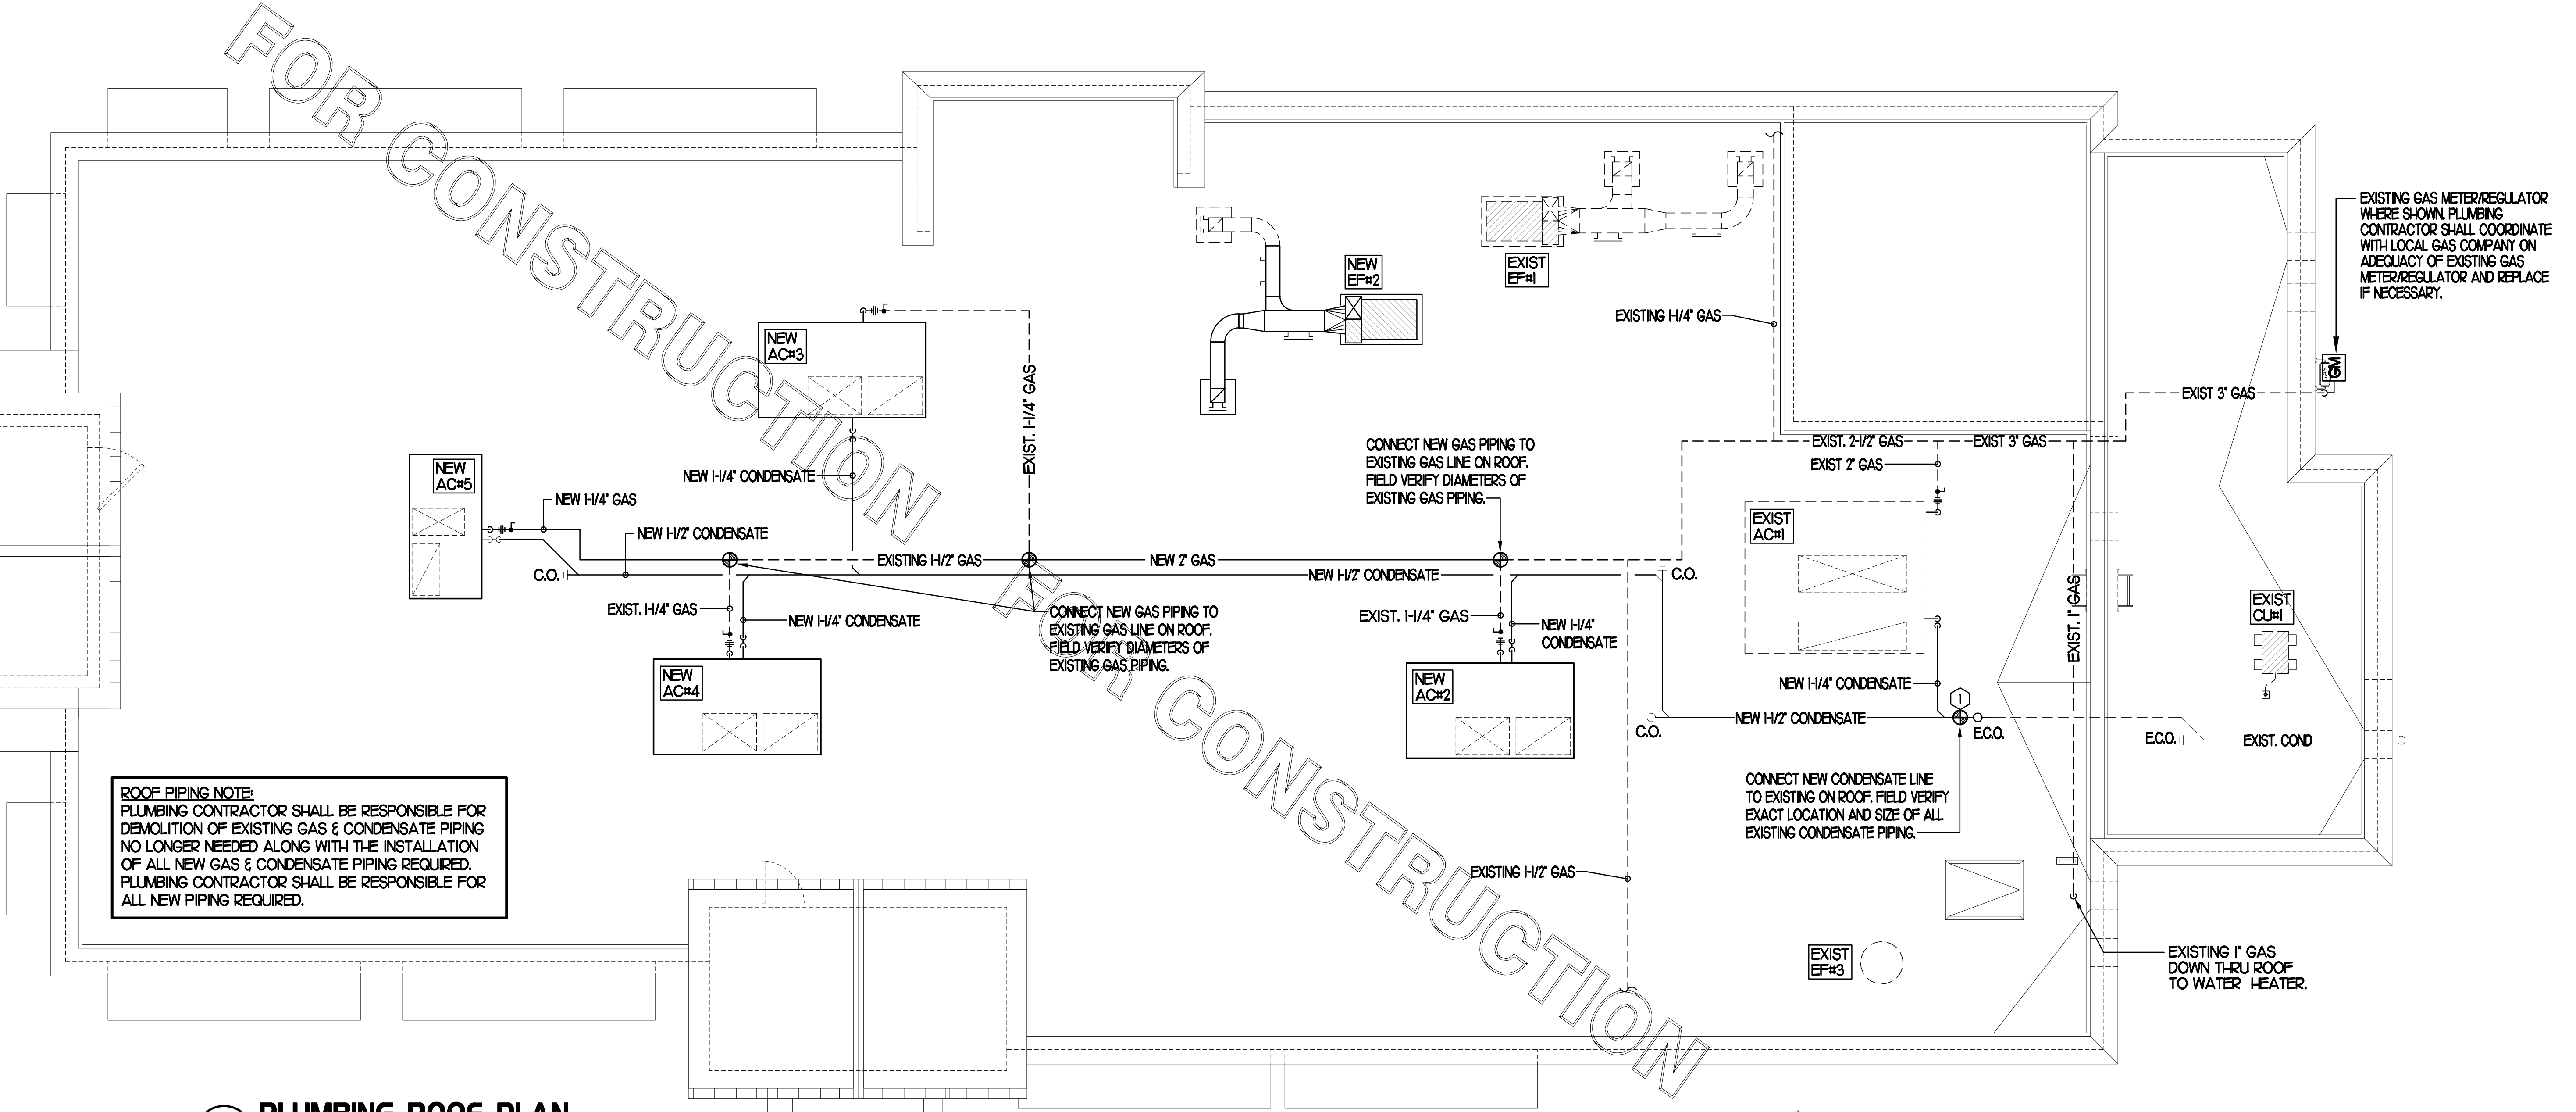 FOR CONSTRUCTION
FOR CONSTRUCTION
EXISTING GAS METER/REGULATOR
WHERE SHOWN. PLUMBING
CONTRACTOR SHALL COORDINATE
WITH LOCAL GAS COMPANY ON
ADEQUACY OF EXISTING GAS
METER/REGULATOR AND REPLACE
IF NECESSARY.
GM
EXIST 3" GAS
NEW
EF#2
EXIST
EF#1
EXISTING 1-1/4" GAS
NEW
AC#3
EXIST. 1-1/4" GAS
NEW 1-1/4" CONDENSATE
NEW
AC#5
NEW 1-1/4" GAS
NEW 1-1/2" CONDENSATE
C.O.
EXISTING 1-1/2" GAS
NEW 2" GAS
CONNECT NEW GAS PIPING TO
EXISTING GAS LINE ON ROOF.
FIELD VERIFY DIAMETERS OF
EXISTING GAS PIPING.
EXIST. 2-1/2" GAS
EXIST 3" GAS
EXIST 2" GAS
EXIST
AC#1
NEW 1-1/2" CONDENSATE
C.O.
EXIST. 1-1/4" GAS
NEW 1-1/4" CONDENSATE
CONNECT NEW GAS PIPING TO
EXISTING GAS LINE ON ROOF.
FIELD VERIFY DIAMETERS OF
EXISTING GAS PIPING.
EXIST. 1-1/4" GAS
NEW 1-1/4"
CONDENSATE
EXIST. 1" GAS
EXIST
CU#1
NEW
AC#4
NEW
AC#2
NEW 1-1/4" CONDENSATE
1
NEW 1-1/2" CONDENSATE
C.O.
E.C.O.
E.C.O.
EXIST. COND
CONNECT NEW CONDENSATE LINE
TO EXISTING ON ROOF. FIELD VERIFY
EXACT LOCATION AND SIZE OF ALL
EXISTING CONDENSATE PIPING.
ROOF PIPING NOTE:
PLUMBING CONTRACTOR SHALL BE RESPONSIBLE FOR
DEMOLITION OF EXISTING GAS & CONDENSATE PIPING
NO LONGER NEEDED ALONG WITH THE INSTALLATION
OF ALL NEW GAS & CONDENSATE PIPING REQUIRED.
PLUMBING CONTRACTOR SHALL BE RESPONSIBLE FOR
ALL NEW PIPING REQUIRED.
EXISTING 1-1/2" GAS
EXIST
EF#3
EXISTING 1" GAS
DOWN THRU ROOF
TO WATER HEATER.
PLUMBING ROOF PLAN